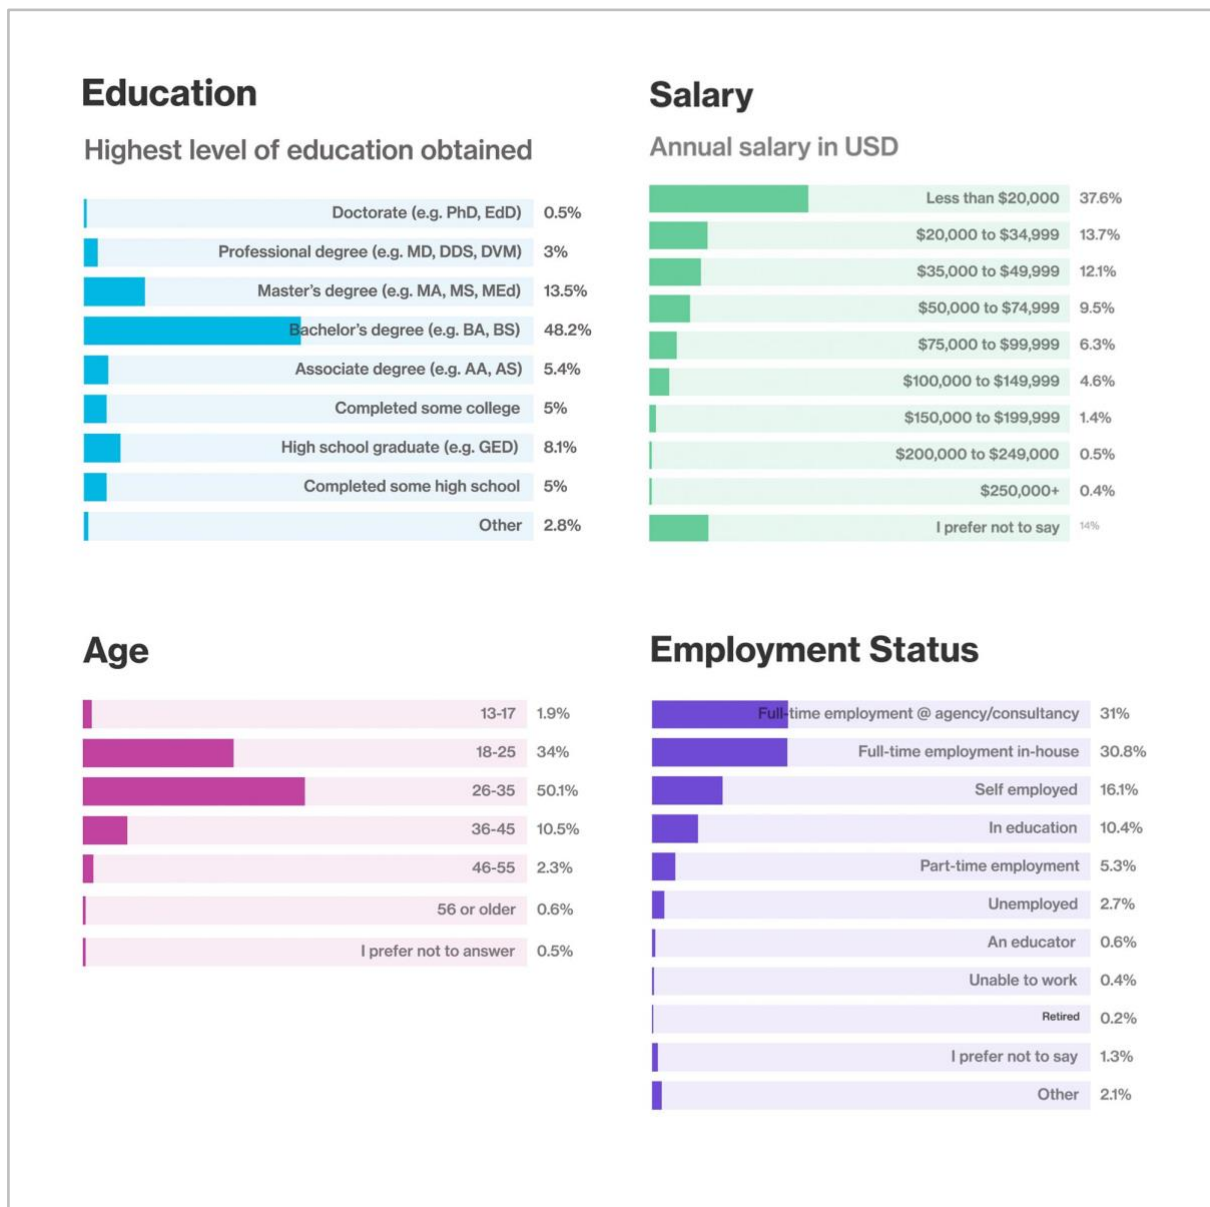 Education
Highest level of education obtained
Doctorate (e.g. PhD, EdD) 0.5%
Professional degree (e.g. MD, DDS, DVM) 3%
Master’s degree (e.g. MA, MS, MEd) 13.5%
Bachelor’s degree (e.g. BA, BS) 48.2%
Associate degree (e.g. AA, AS) 5.4%
Completed some college 5%
High school graduate (e.g. GED) 8.1%
Completed some high school 5%
Other 2.8%
Salary
Annual salary in USD
Less than $20,000 37.6%
$20,000 to $34,999 13.7%
$35,000 to $49,999 12.1%
$50,000 to $74,999 9.5%
$75,000 to $99,999 6.3%
$100,000 to $149,999 4.6%
$150,000 to $199,999 1.4%
$200,000 to $249,000 0.5%
$250,000+ 0.4%
I prefer not to say 14%
Age
13-17 1.9%
18-25 34%
26-35 50.1%
36-45 10.5%
46-55 2.3%
56 or older 0.6%
I prefer not to answer 0.5%
Employment Status
Full-time employment @ agency/consultancy 31%
Full-time employment in-house 30.8%
Self employed 16.1%
In education 10.4%
Part-time employment 5.3%
Unemployed 2.7%
An educator 0.6%
Unable to work 0.4%
Retired 0.2%
I prefer not to say 1.3%
Other 2.1%